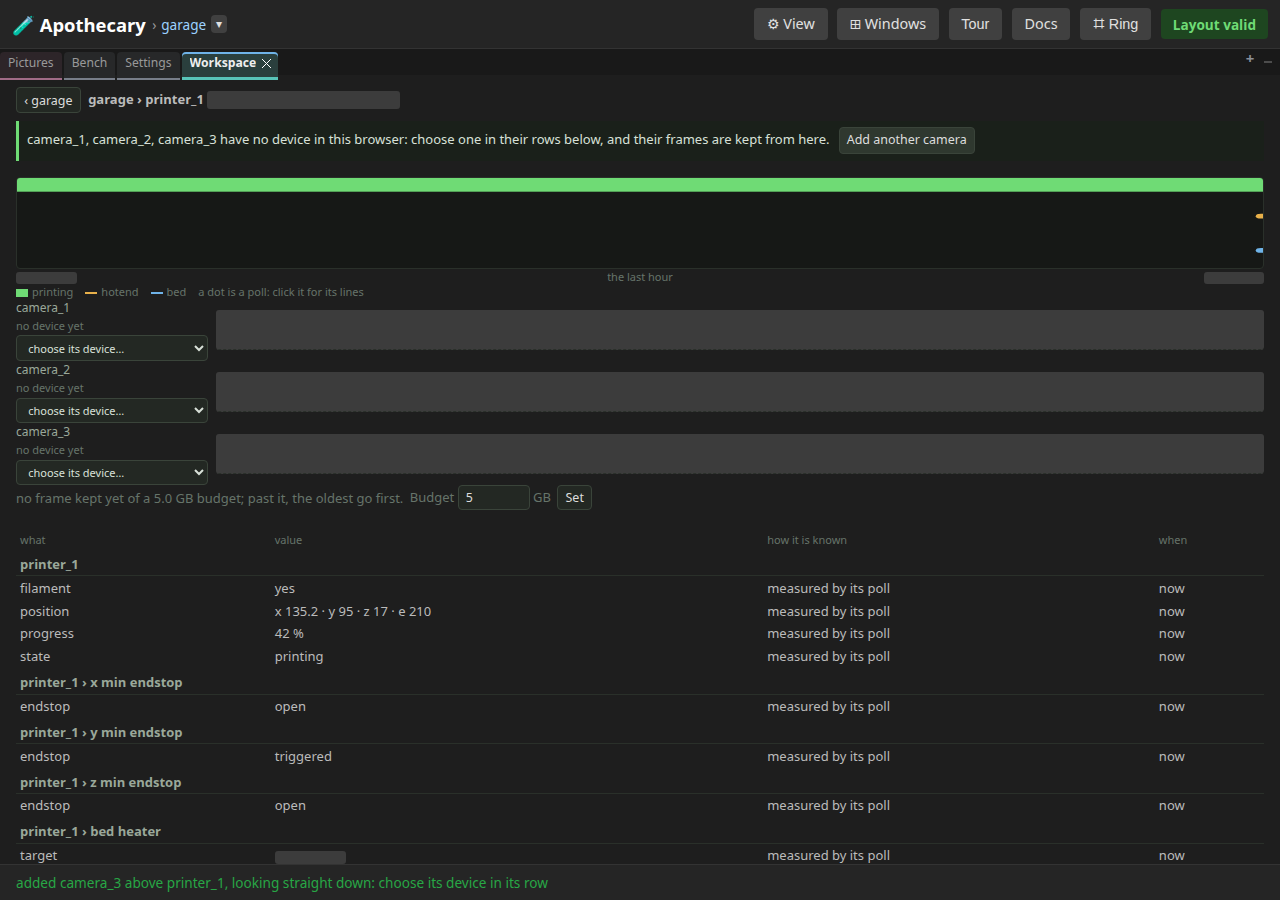 Apothecary › garage ▾
⚙ View
⊞ Windows
Tour
Docs
⌗ Ring
Layout valid
Pictures
Bench
Settings
Workspace ×
+ –
‹ garage
garage › printer_1
camera_1, camera_2, camera_3 have no device in this browser: choose one in their rows below, and their frames are kept from here.
Add another camera
the last hour
printing
hotend
bed
a dot is a poll: click it for its lines
camera_1
no device yet
choose its device...
camera_2
no device yet
choose its device...
camera_3
no device yet
choose its device...
no frame kept yet of a 5.0 GB budget; past it, the oldest go first. Budget 5 GB Set
what value how it is known when
printer_1
filament yes measured by its poll now
position x 135.2 · y 95 · z 17 · e 210 measured by its poll now
progress 42 % measured by its poll now
state printing measured by its poll now
printer_1 › x min endstop
endstop open measured by its poll now
printer_1 › y min endstop
endstop triggered measured by its poll now
printer_1 › z min endstop
endstop open measured by its poll now
printer_1 › bed heater
target measured by its poll now
added camera_3 above printer_1, looking straight down: choose its device in its row